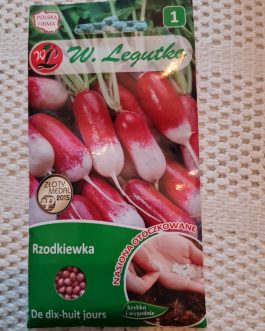 POLSKA
FIRMA
1
W. Legutko
ZŁOTY
MEDAL
2015
Rzodkiewka
NASIONA OTOCZKOWANE
Szybko
i wygodnie
De dix-huit jours